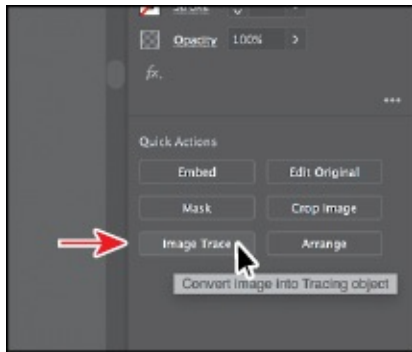 Stroke
Opacity 100%
fx.
Quick Actions
Embed Edit Original
Mask Crop Image
Image Trace Arrange
Convert image into Tracing object